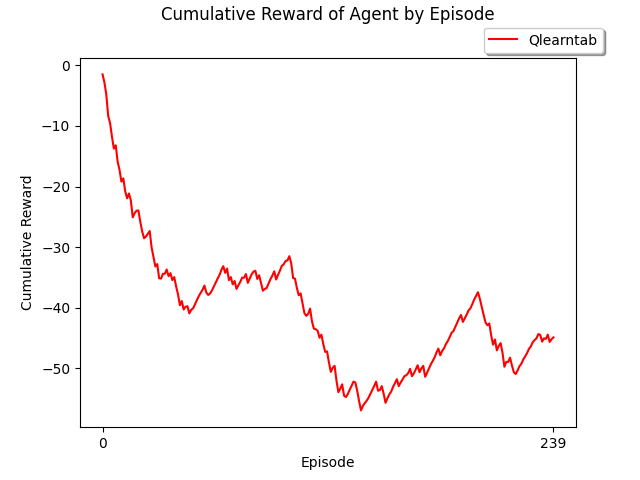 Cumulative Reward of Agent by Episode
Qlearntab
0
−10
−20
−30
−40
−50
Cumulative Reward
0
239
Episode